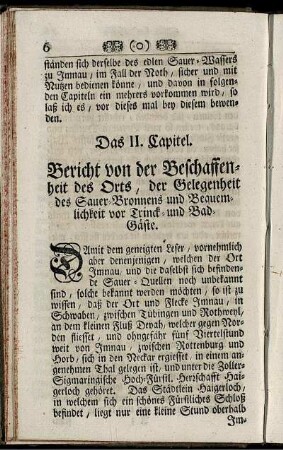 6 (o)
ständen sich derselbe des edlen Sauer-Wassers
zu Imnau, im Fall der Noth, sicher und mit
Nutzen bedienen könne, und davon in folgen-
den Capiteln ein mehrers vorkommen wird, so
laß ich es, vor dieses mal bey diesem bewen-
den.
Das II. Capitel.
Bericht von der Beschaffen-
heit des Orts, der Gelegenheit
des Sauer-Bronnens und Bequem-
lichkeit vor Trinck- und Bad-
Gäste.
DAmit dem geneigten Leser, vornehmlich
aber denenjenigen, welchen der Ort
Imnau, und die daselbst sich befinden-
de Sauer-Quellen noch unbekannt
sind, solche bekannt werden möchten, so ist zu
wissen, daß der Ort und Flecke Imnau, in
Schwaben, zwischen Tübingen und Rothweyl,
an dem kleinen Fluß Deyah, welcher gegen Nor-
den fliesset, und ohngefähr fünf Viertelstund
weit von Imnau, zwischen Rottenburg und
Horb, sich in den Neckar ergiesset, in einem an-
genehmen Thal gelegen ist, und unter die Zoller-
Sigmaringische Hoch-Fürstl. Herrschafft Hai-
gerloch gehöret. Das Städtlein Haigerloch,
in welchem sich ein schönes Fürstliches Schloß
befindet, liegt nur eine kleine Stund oberhalb
Im-